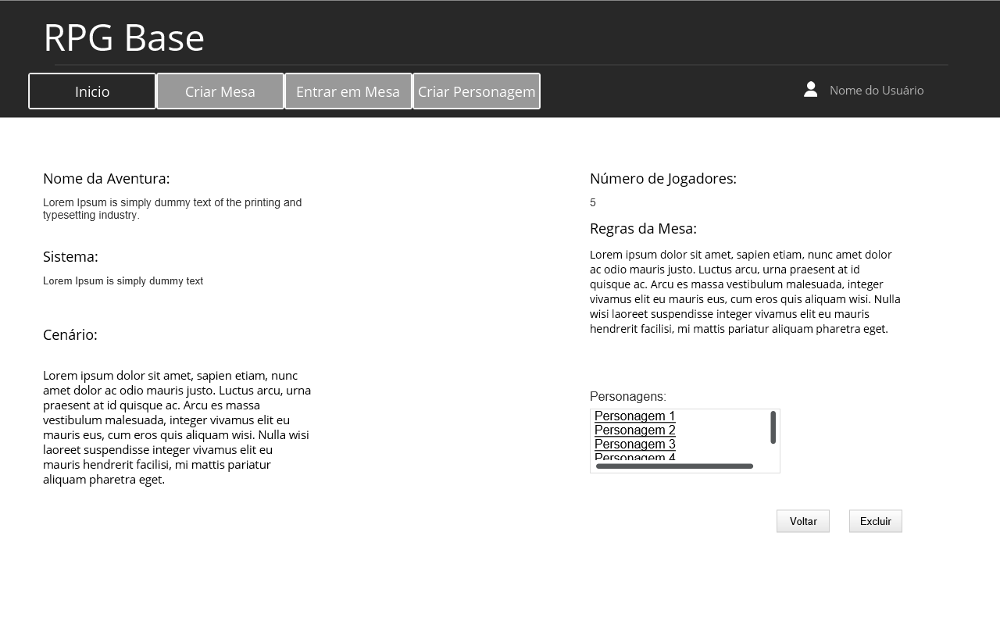 RPG Base
Inicio
Criar Mesa
Entrar em Mesa
Criar Personagem
Nome do Usuário
Nome da Aventura:
Lorem Ipsum is simply dummy text of the printing and
typesetting industry.
Sistema:
Lorem Ipsum is simply dummy text
Cenário:
Lorem ipsum dolor sit amet, sapien etiam, nunc
amet dolor ac odio mauris justo. Luctus arcu, urna
praesent at id quisque ac. Arcu es massa
vestibulum malesuada, integer vivamus elit eu
mauris eus, cum eros quis aliquam wisi. Nulla wisi
laoreet suspendisse integer vivamus elit eu
mauris hendrerit facilisi, mi mattis pariatur
aliquam pharetra eget.
Número de Jogadores:
5
Regras da Mesa:
Lorem ipsum dolor sit amet, sapien etiam, nunc amet dolor
ac odio mauris justo. Luctus arcu, urna praesent at id
quisque ac. Arcu es massa vestibulum malesuada, integer
vivamus elit eu mauris eus, cum eros quis aliquam wisi. Nulla
wisi laoreet suspendisse integer vivamus elit eu mauris
hendrerit facilisi, mi mattis pariatur aliquam pharetra eget.
Personagens:
Personagem 1
Personagem 2
Personagem 3
Personagem 4
Voltar
Excluir